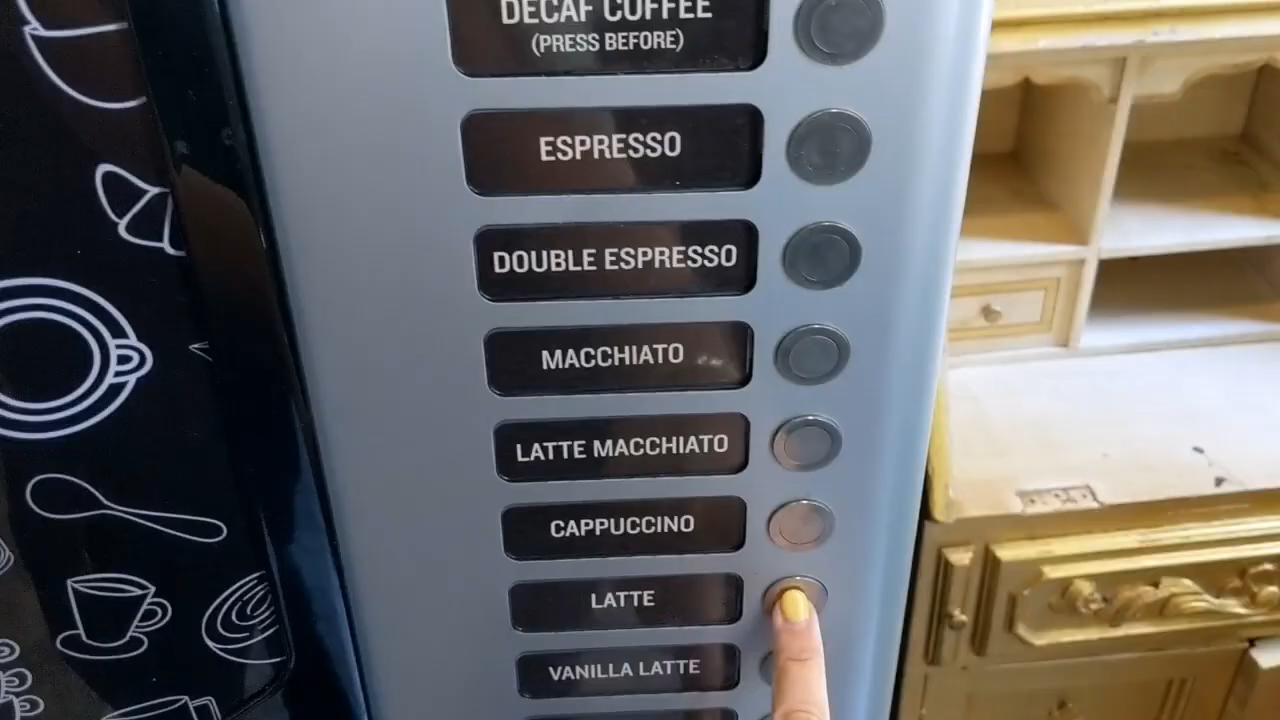 DECAF COFFEE
(PRESS BEFORE)
ESPRESSO
DOUBLE ESPRESSO
MACCHIATO
LATTE MACCHIATO
CAPPUCCINO
LATTE
VANILLA LATTE